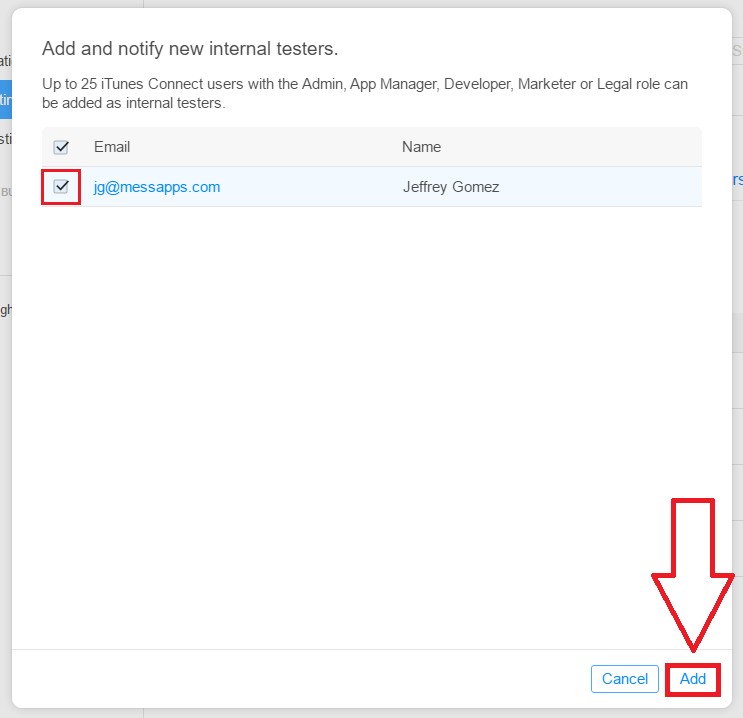 Add and notify new internal testers.
Up to 25 iTunes Connect users with the Admin, App Manager, Developer, Marketer or Legal role can
be added as internal testers.
Email Name
jg@messapps.com Jeffrey Gomez
Cancel Add